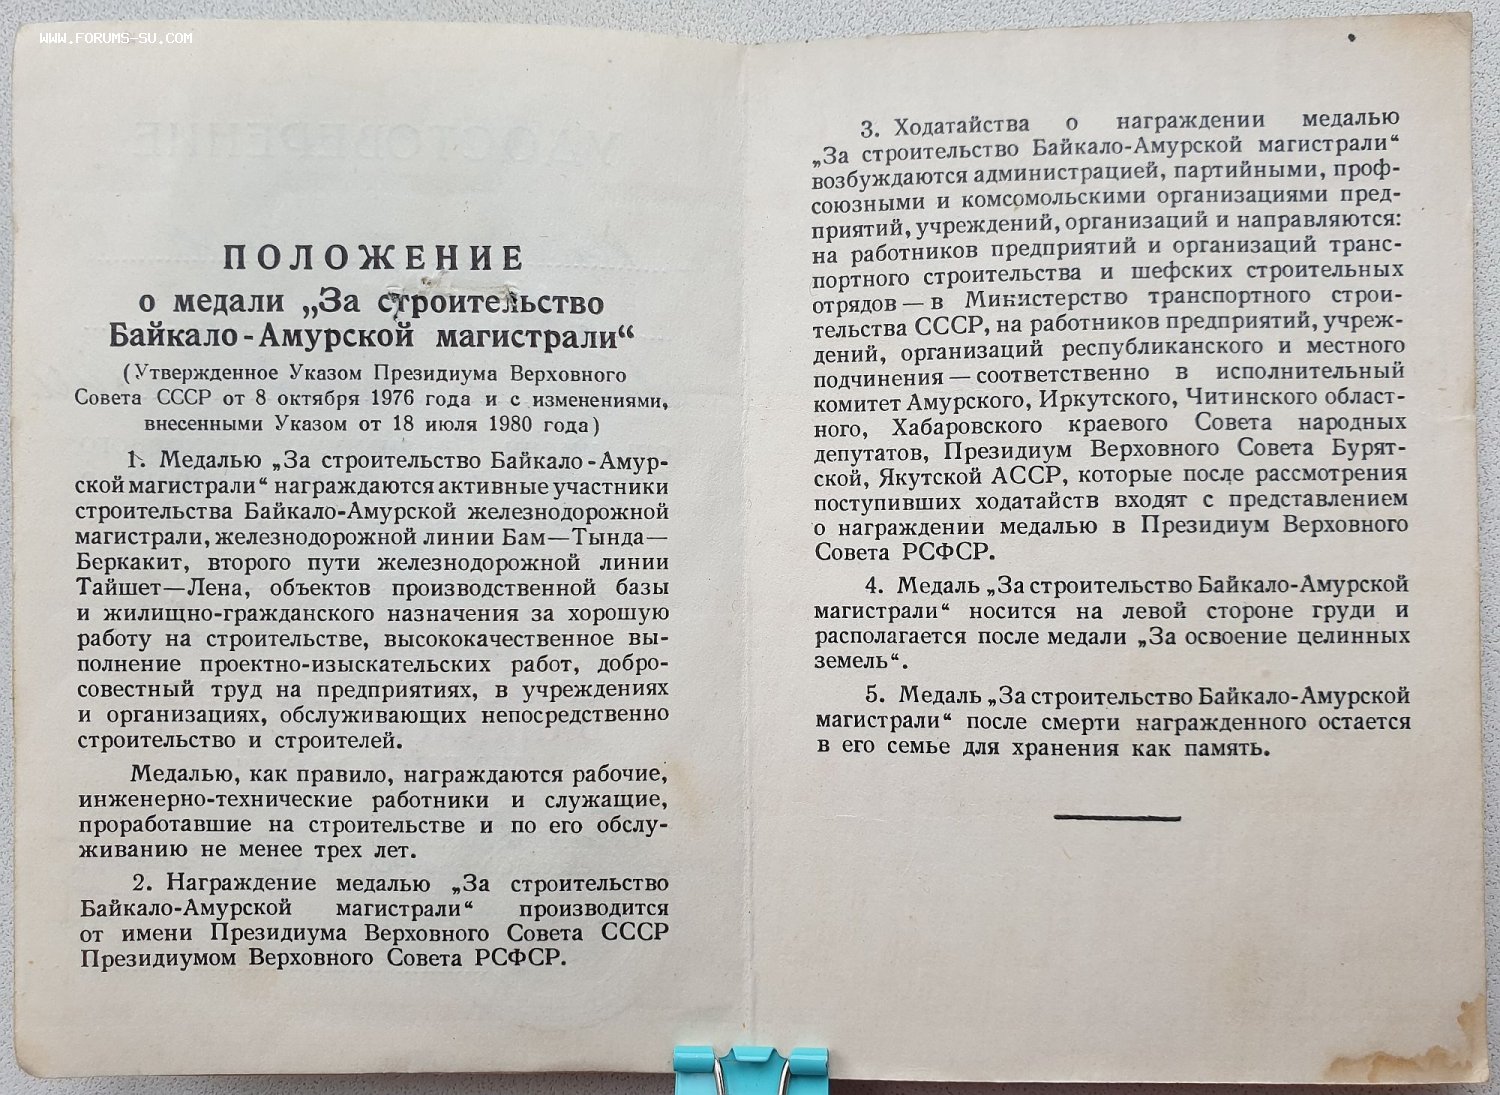 WWW.FORUMS-SU.COM
ПОЛОЖЕНИЕ
о медали „За строительство
Байкало-Амурской магистрали“
(Утвержденное Указом Президиума Верховного
Совета СССР от 8 октября 1976 года и с изменениями,
внесенными Указом от 18 июля 1980 года)
1. Медалью „За строительство Байкало-Амур-
ской магистрали“ награждаются активные участники
строительства Байкало-Амурской железнодорожной
магистрали, железнодорожной линии Бам—Тында—
Беркакит, второго пути железнодорожной линии
Тайшет—Лена, объектов производственной базы
и жилищно-гражданского назначения за хорошую
работу на строительстве, высококачественное вы-
полнение проектно-изыскательских работ, добро-
совестный труд на предприятиях, в учреждениях
и организациях, обслуживающих непосредственно
строительство и строителей.
Медалью, как правило, награждаются рабочие,
инженерно-технические работники и служащие,
проработавшие на строительстве и по его обслу-
живанию не менее трех лет.
2. Награждение медалью „За строительство
Байкало-Амурской магистрали“ производится
от имени Президиума Верховного Совета СССР
Президиумом Верховного Совета РСФСР.
3. Ходатайства о награждении медалью
„За строительство Байкало-Амурской магистрали“
возбуждаются администрацией, партийными, проф-
союзными и комсомольскими организациями пред-
приятий, учреждений, организаций и направляются:
на работников предприятий и организаций транс-
портного строительства и шефских строительных
отрядов — в Министерство транспортного строи-
тельства СССР, на работников предприятий, учреж-
дений, организаций республиканского и местного
подчинения — соответственно в исполнительный
комитет Амурского, Иркутского, Читинского област-
ного, Хабаровского краевого Совета народных
депутатов, Президиум Верховного Совета Бурят-
ской, Якутской АССР, которые после рассмотрения
поступивших ходатайств входят с представлением
о награждении медалью в Президиум Верховного
Совета РСФСР.
4. Медаль „За строительство Байкало-Амурской
магистрали“ носится на левой стороне груди и
располагается после медали „За освоение целинных
земель“.
5. Медаль „За строительство Байкало-Амурской
магистрали“ после смерти награжденного остается
в его семье для хранения как память.